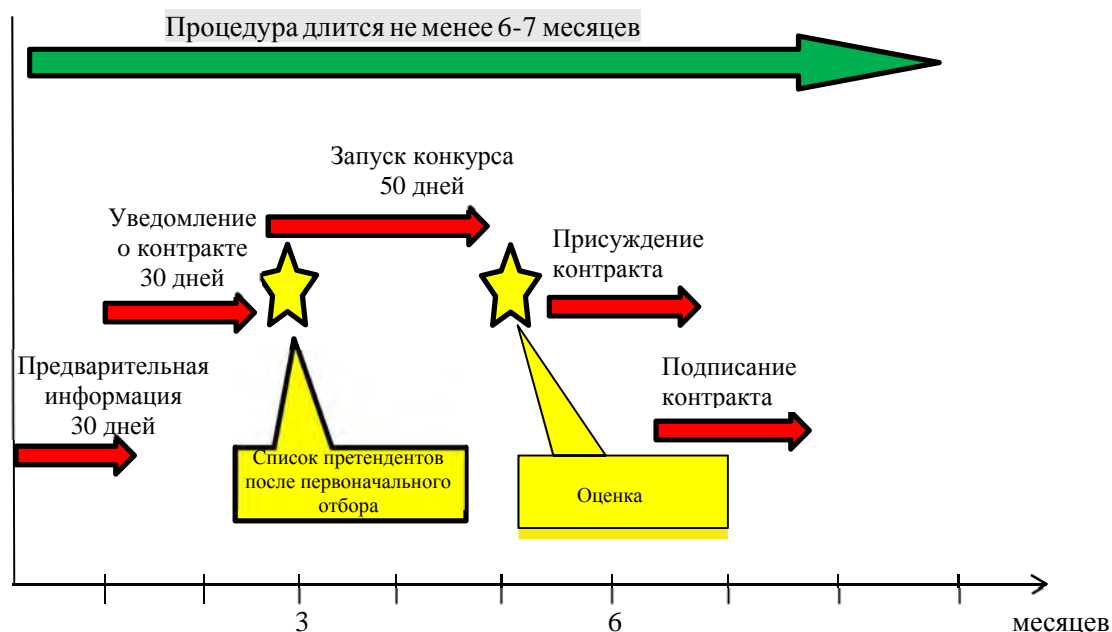 Процедура длится не менее 6-7 месяцев
Запуск конкурса
50 дней
Уведомление
о контракте
30 дней
Присуждение
контракта
Предварительная
информация
30 дней
Подписание
контракта
Список претендентов
после первоначального
отбора
Оценка
3
6
месяцев